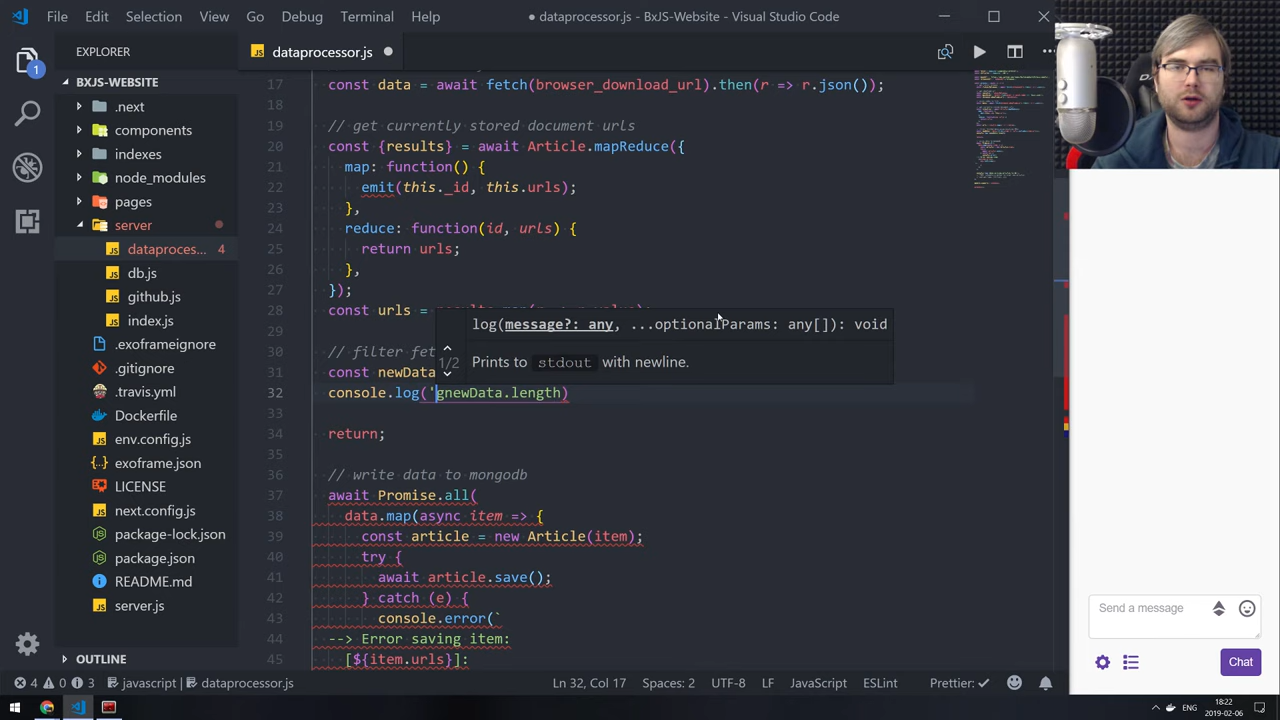 File Edit Selection View Go Debug Terminal Help ● dataprocessor.js - BxJS-Website - Visual Studio Code
EXPLORER
JS dataprocessor.js ●
1
BXJS-WEBSITE
.next
components
indexes
node_modules
pages
server
JS dataproces... 4
JS db.js
JS github.js
JS index.js
.exoframeignore
.gitignore
.travis.yml
Dockerfile
env.config.js
exoframe.json
LICENSE
next.config.js
package-lock.json
package.json
README.md
server.js
OUTLINE
17 const data = await fetch(browser_download_url).then(r => r.json());
18
19 // get currently stored document urls
20 const {results} = await Article.mapReduce({
21 map: function() {
22 emit(this._id, this.urls);
23 },
24 reduce: function(id, urls) {
25 return urls;
26 },
27 });
28 const urls =
29
30 // filter fet
31 const newData
32 console.log('gnewData.length)
33
34 return;
35
36 // write data to mongodb
37 await Promise.all(
38 data.map(async item => {
39 const article = new Article(item);
40 try {
41 await article.save();
42 } catch (e) {
43 console.error(`
44 --> Error saving item:
45 [${item.urls}]:
1/2
log(message?: any, ...optionalParams: any[]): void
Prints to stdout with newline.
Send a message
Chat
4 0 3 javascript dataprocessor.js Ln 32, Col 17 Spaces: 2 UTF-8 LF JavaScript ESLint Prettier: ✓
ENG
18:22
2019-02-06